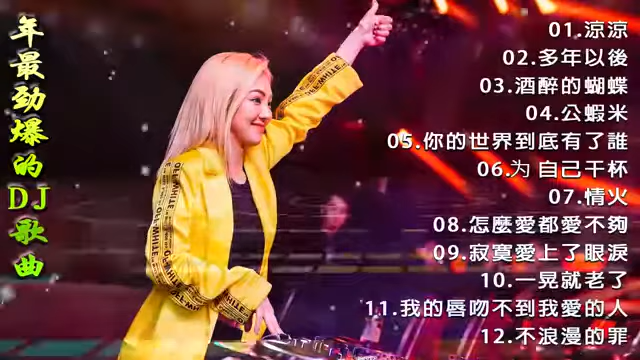 年最劲爆的DJ歌曲
01.涼涼
02.多年以後
03.酒醉的蝴蝶
04.公蝦米
05.你的世界到底有了誰
06.为 自己干杯
07.情火
08.怎麼愛都愛不夠
09.寂寞愛上了眼淚
10.一晃就老了
11.我的唇吻不到我愛的人
12.不浪漫的罪
OFF-WHITE
OFF-WHITE